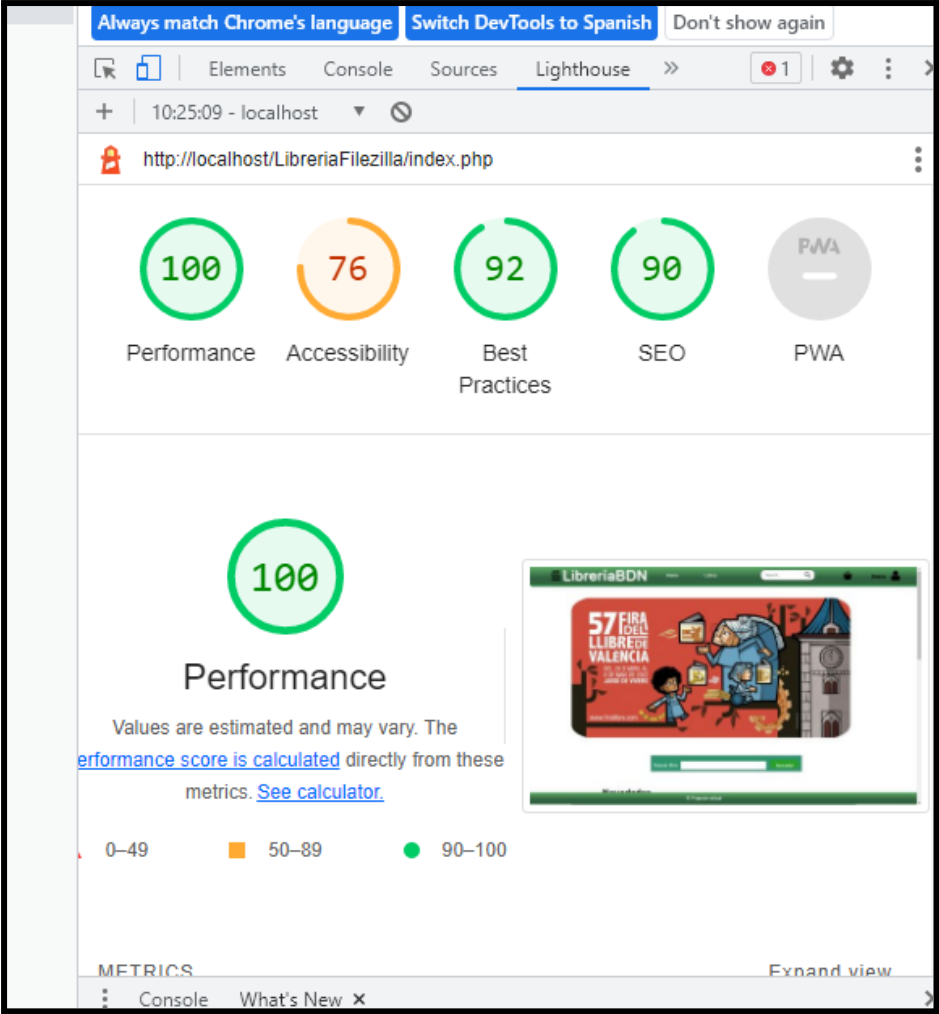 Always match Chrome's language Switch DevTools to Spanish Don't show again
Elements Console Sources Lighthouse » 1
+ 10:25:09 - localhost
http://localhost/LibreriaFilezilla/index.php
100 76 92 90 PWA
Performance Accessibility Best Practices SEO PWA
100
LibreriaBDN
57 FIRA
DEL
LLIBRE DE
VALENCIA
Performance
Values are estimated and may vary. The
erformance score is calculated directly from these
metrics. See calculator.
0–49 50–89 90–100
METRICS Expand view
Console What's New ×